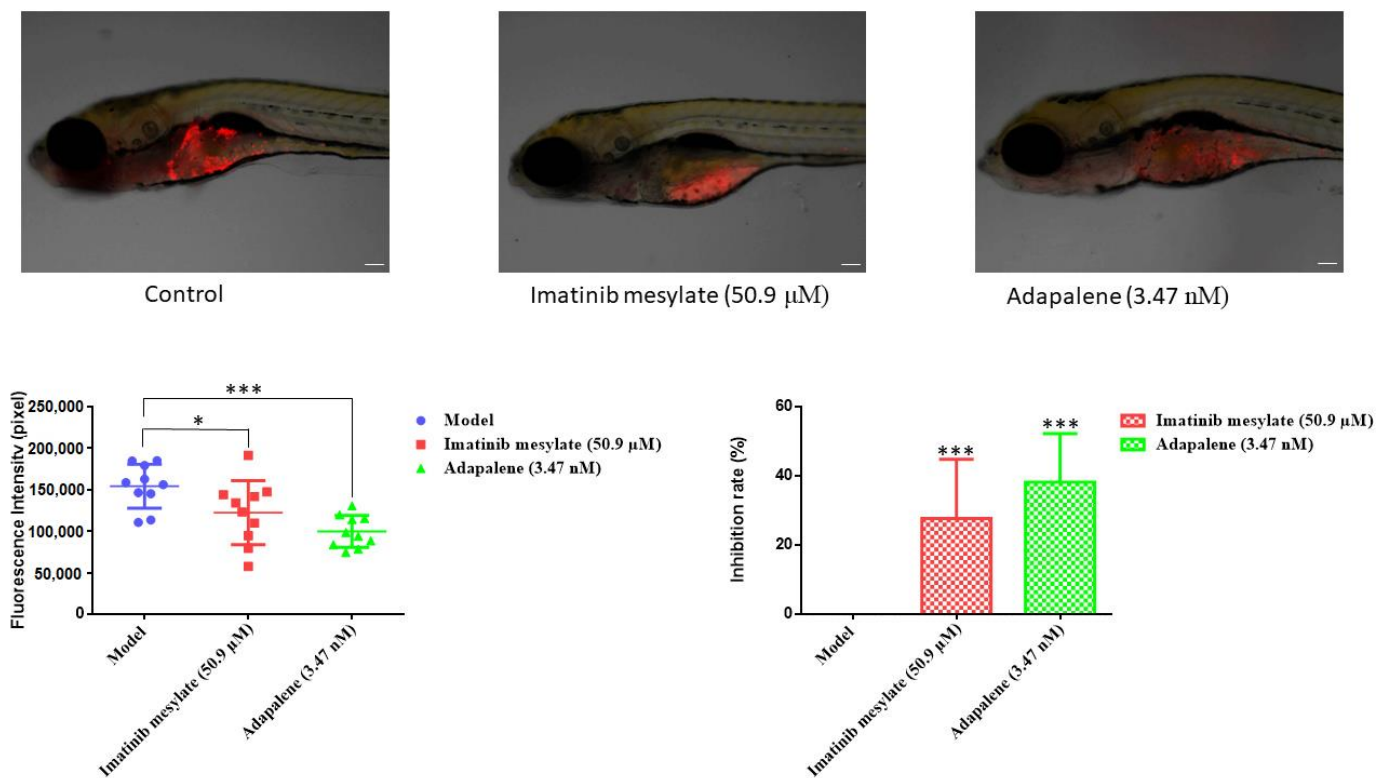 Control
Imatinib mesylate (50.9 μM)
Adapalene (3.47 nM)
Fluorescence Intensity (pixel)
250,000
200,000
150,000
100,000
50,000
0
***
*
Model
Imatinib mesylate (50.9 μM)
Adapalene (3.47 nM)
Model
Imatinib mesylate (50.9 μM)
Adapalene (3.47 nM)
Inhibition rate (%)
60
40
20
0
***
***
Imatinib mesylate (50.9 μM)
Adapalene (3.47 nM)
Model
Imatinib mesylate (50.9 μM)
Adapalene (3.47 nM)